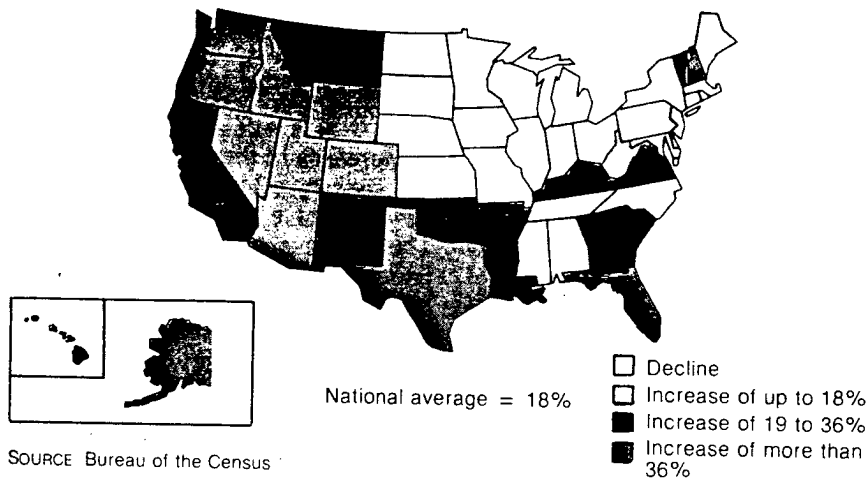 National average = 18%
Decline
Increase of up to 18%
Increase of 19 to 36%
Increase of more than
36%
SOURCE Bureau of the Census